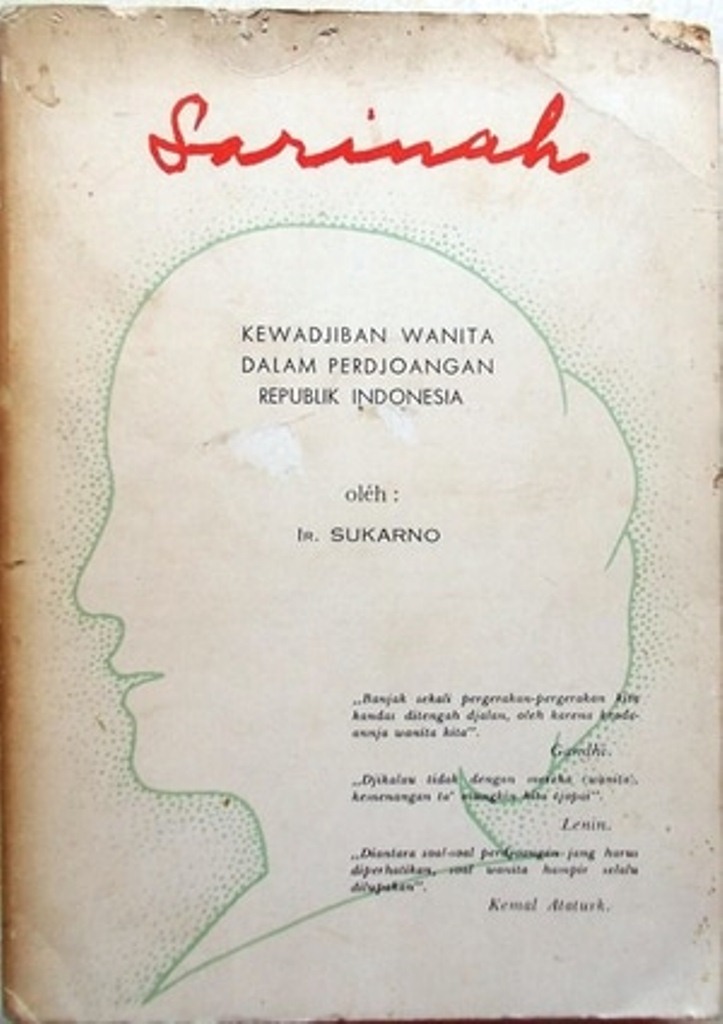 Sarinah
KEWADJIBAN WANITA
DALAM PERDJOANGAN
REPUBLIK INDONESIA
oléh :
Ir. SUKARNO
„Banjak sekali pergerakan-pergerakan kita
kandas ditengah djalan, oleh karena keada-
annja wanita kita".
Gandhi.
„Djikalau tidak dengan mereka (wanita),
kemenangan ta' mungkin kita tjapai".
Lenin.
„Diantara soal-soal perdjoangan jang harus
diperhatikan, soal wanita hampir selalu
dilupakan".
Kemal Ataturk.